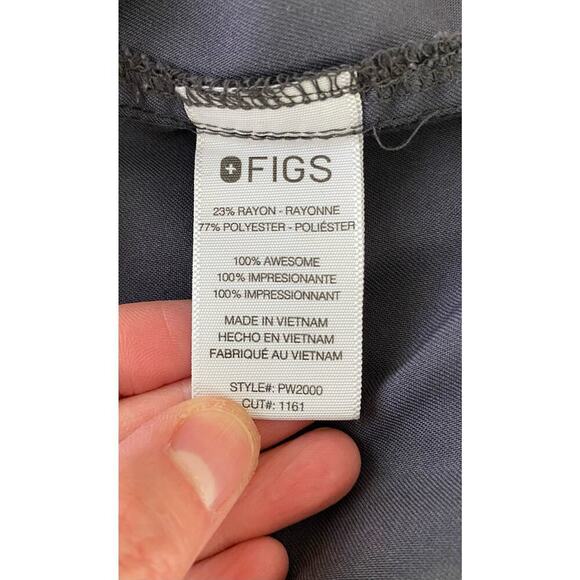 FIGS
23% RAYON - RAYONNE
77% POLYESTER - POLIÉSTER
100% AWESOME
100% IMPRESIONANTE
100% IMPRESSIONNANT
MADE IN VIETNAM
HECHO EN VIETNAM
FABRIQUÉ AU VIETNAM
STYLE#: PW2000
CUT#: 1161